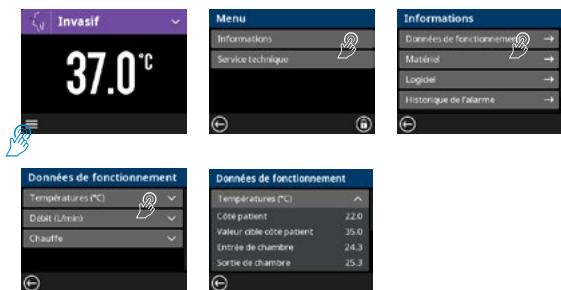 Invasif
37.0°C
Menu
Informations
Service technique
Informations
Données de fonctionnement
Matériel
Logiciel
Historique de l'alarme
Données de fonctionnement
Températures (°C)
Débit (L/min)
Chauffe
Données de fonctionnement
Températures (°C)
Côté patient 22.0
Valeur cible côté patient 35.0
Entrée de chambre 24.3
Sortie de chambre 25.3